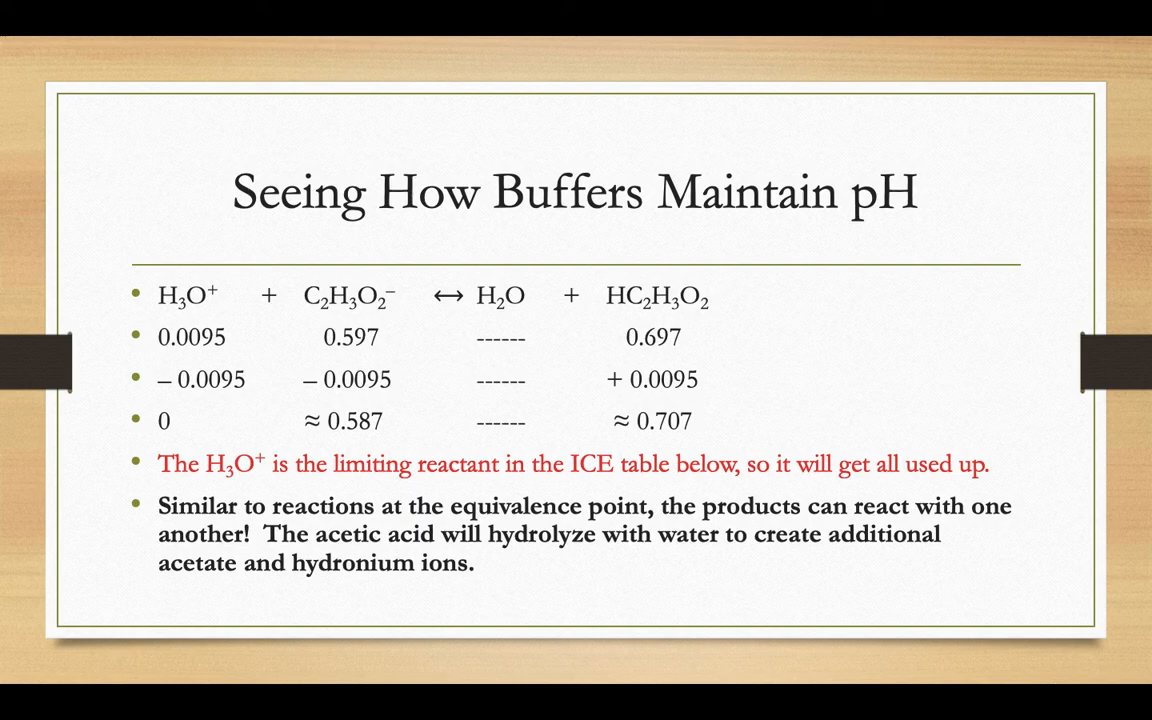 Seeing How Buffers Maintain pH
• H₃O⁺ + C₂H₃O₂⁻ ↔ H₂O + HC₂H₃O₂
• 0.0095 0.597 ------ 0.697
• – 0.0095 – 0.0095 ------ + 0.0095
• 0 ≈ 0.587 ------ ≈ 0.707
• The H₃O⁺ is the limiting reactant in the ICE table below, so it will get all used up.
• Similar to reactions at the equivalence point, the products can react with one
another! The acetic acid will hydrolyze with water to create additional
acetate and hydronium ions.